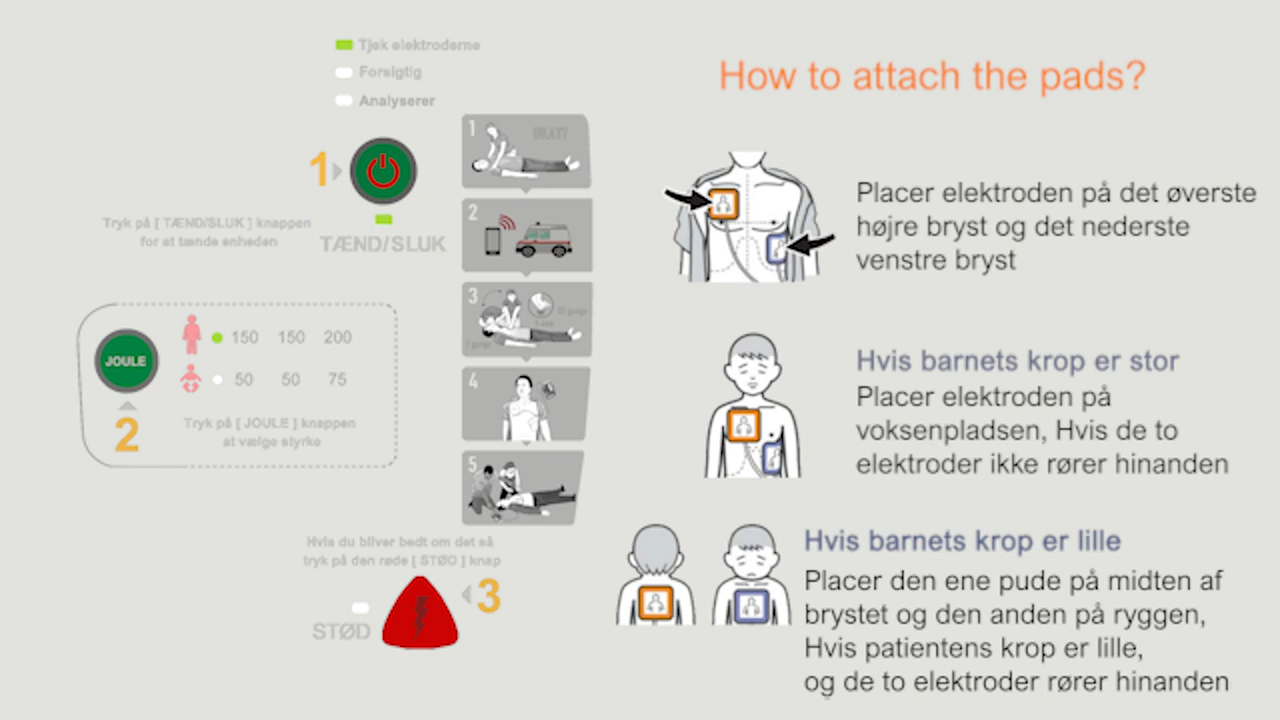 Tjek elektroderne
Forsigtig
Analyserer
1
Tryk på [ TÆND/SLUK ] knappen
for at tænde enheden
TÆND/SLUK
JOULE
150 150 200
50 50 75
2
Tryk på [ JOULE ] knappen
at vælge styrke
1
OKAY?
2
3
4
5
Hvis du bliver bedt om det så
tryk på den røde [ STØD ] knap
3
STØD
How to attach the pads?
Placer elektroden på det øverste
højre bryst og det nederste
venstre bryst
Hvis barnets krop er stor
Placer elektroden på
voksenpladsen, Hvis de to
elektroder ikke rører hinanden
Hvis barnets krop er lille
Placer den ene pude på midten af
brystet og den anden på ryggen,
Hvis patientens krop er lille,
og de to elektroder rører hinanden